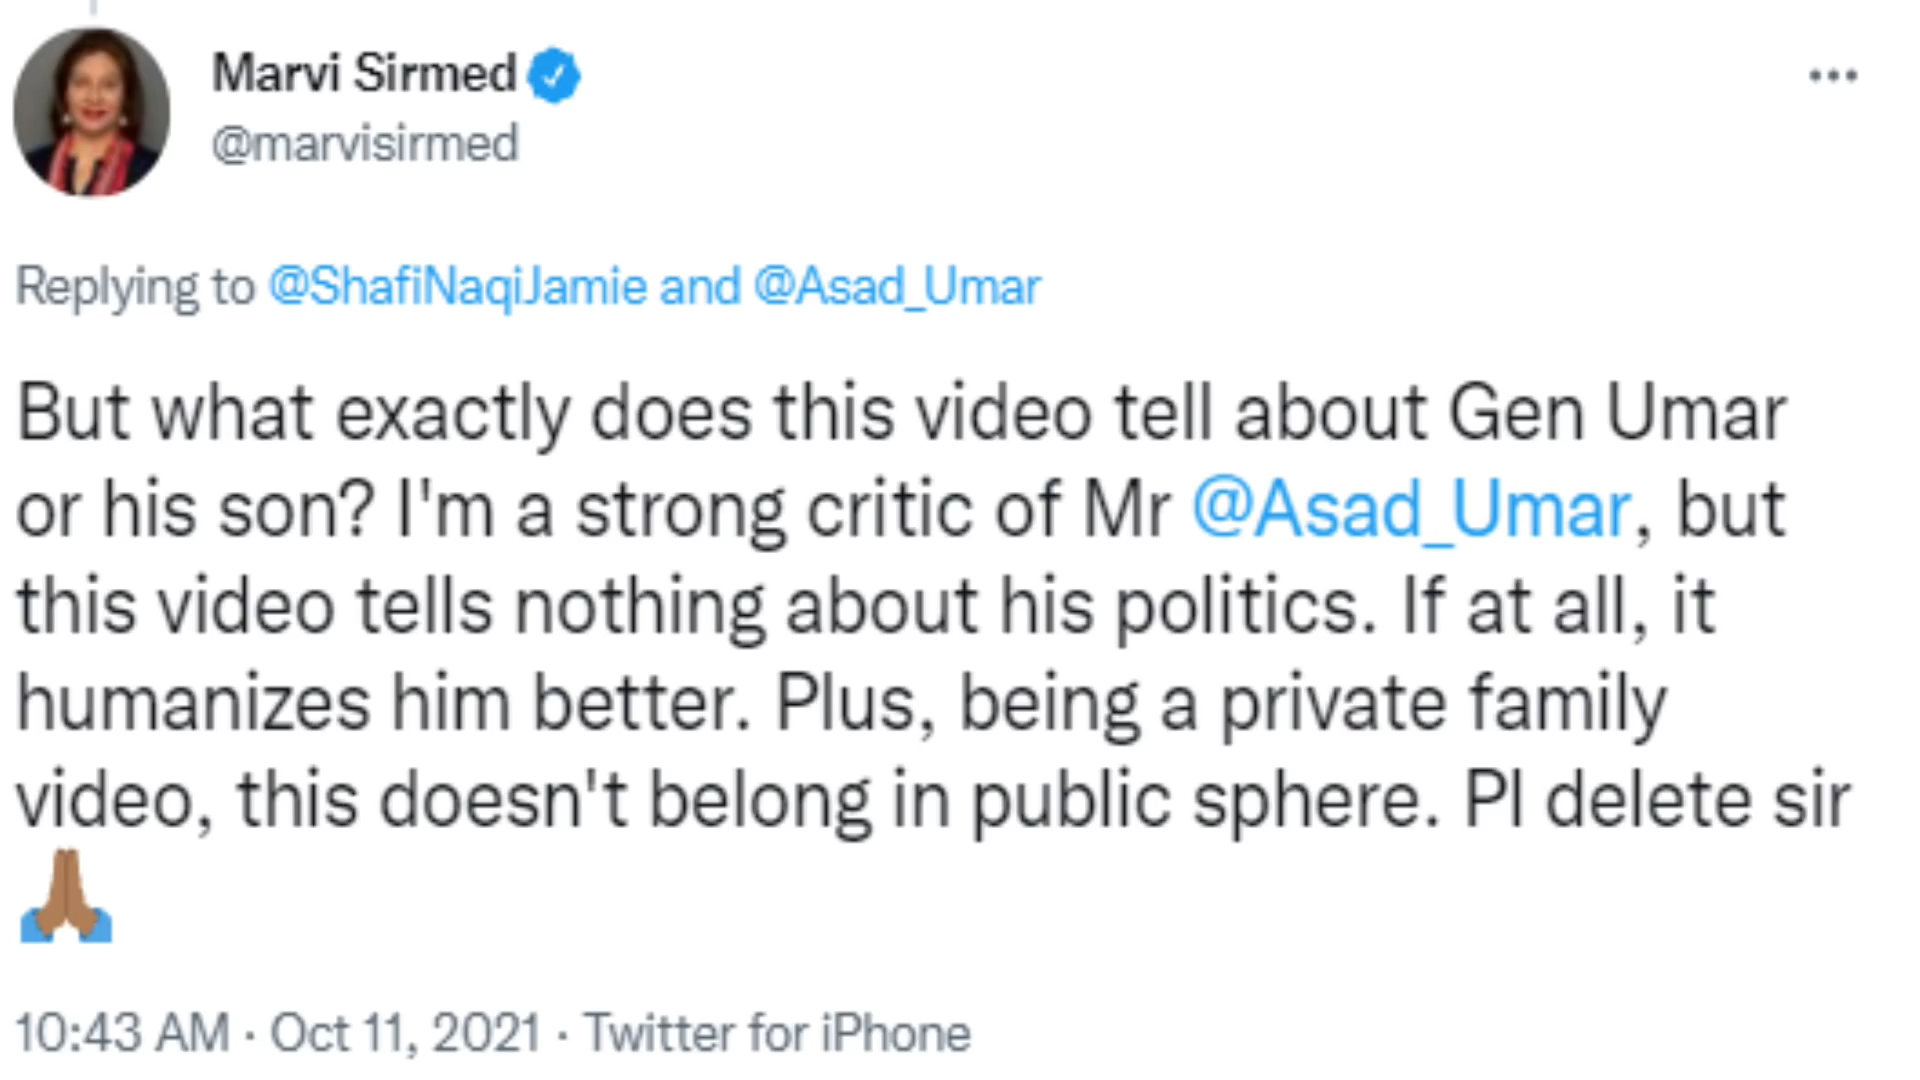 Marvi Sirmed
@marvisirmed
Replying to @ShafiNaqiJamie and @Asad_Umar
But what exactly does this video tell about Gen Umar
or his son? I'm a strong critic of Mr @Asad_Umar, but
this video tells nothing about his politics. If at all, it
humanizes him better. Plus, being a private family
video, this doesn't belong in public sphere. Pl delete sir
🙏🏽
10:43 AM · Oct 11, 2021 · Twitter for iPhone